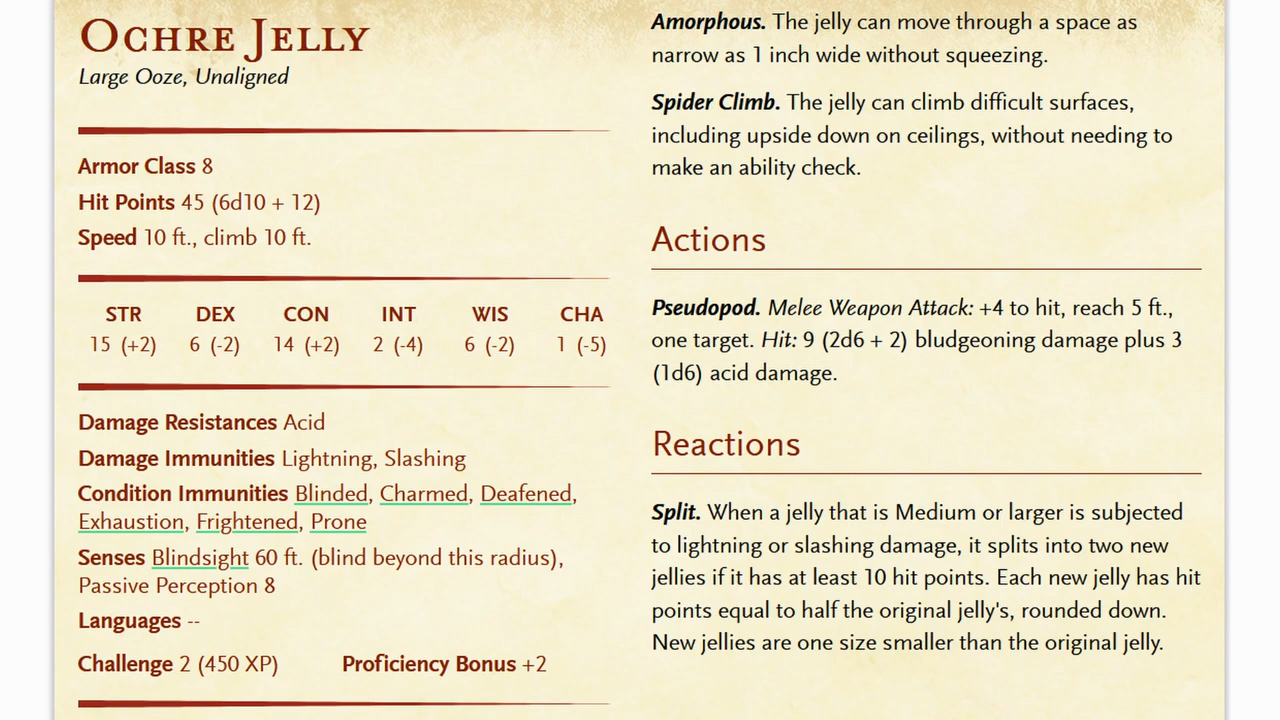 Ochre Jelly
Large Ooze, Unaligned
Armor Class 8
Hit Points 45 (6d10 + 12)
Speed 10 ft., climb 10 ft.
STR DEX CON INT WIS CHA
15 (+2) 6 (-2) 14 (+2) 2 (-4) 6 (-2) 1 (-5)
Damage Resistances Acid
Damage Immunities Lightning, Slashing
Condition Immunities Blinded, Charmed, Deafened,
Exhaustion, Frightened, Prone
Senses Blindsight 60 ft. (blind beyond this radius),
Passive Perception 8
Languages --
Challenge 2 (450 XP) Proficiency Bonus +2
Amorphous. The jelly can move through a space as
narrow as 1 inch wide without squeezing.
Spider Climb. The jelly can climb difficult surfaces,
including upside down on ceilings, without needing to
make an ability check.
Actions
Pseudopod. Melee Weapon Attack: +4 to hit, reach 5 ft.,
one target. Hit: 9 (2d6 + 2) bludgeoning damage plus 3
(1d6) acid damage.
Reactions
Split. When a jelly that is Medium or larger is subjected
to lightning or slashing damage, it splits into two new
jellies if it has at least 10 hit points. Each new jelly has hit
points equal to half the original jelly's, rounded down.
New jellies are one size smaller than the original jelly.